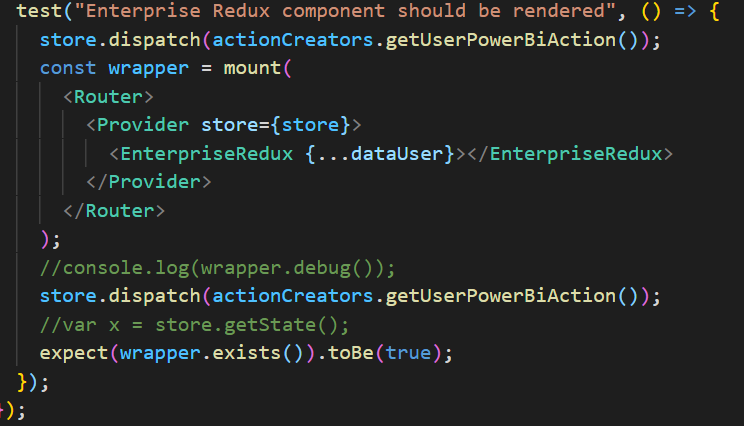 test("Enterprise Redux component should be rendered", () => {
store.dispatch(actionCreators.getUserPowerBiAction());
const wrapper = mount(
<Router>
<Provider store={store}>
<EnterpriseRedux {...dataUser}></EnterpriseRedux>
</Provider>
</Router>
);
//console.log(wrapper.debug());
store.dispatch(actionCreators.getUserPowerBiAction());
//var x = store.getState();
expect(wrapper.exists()).toBe(true);
});
});